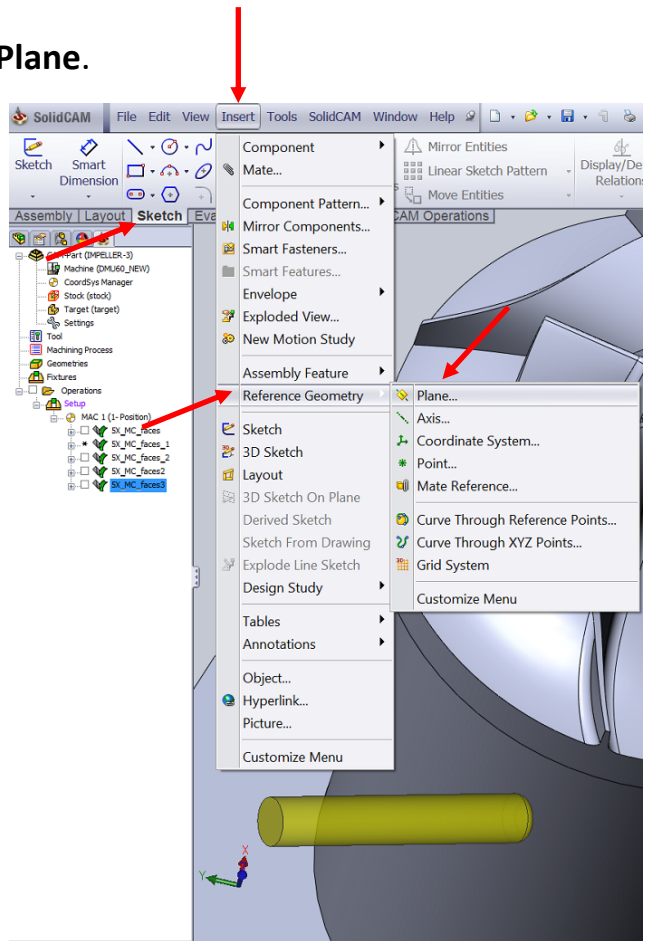 Plane.
SolidCAM File Edit View Insert Tools SolidCAM Window Help
Sketch Smart Dimension
Mirror Entities
Linear Sketch Pattern
Move Entities
Assembly Layout Sketch
CAM Operations
(IMPELLER-3)
Machine (DMU60_NEW)
CoordSys Manager
Stock (stock)
Target (target)
Settings
Tool
Machining Process
Geometries
Fixtures
Operations
Setup
MAC 1 (1-Position)
5X_MC_faces
5X_MC_faces_1
5X_MC_faces_2
5X_MC_faces2
5X_MC_faces3
Component
Mate...
Component Pattern...
Mirror Components...
Smart Fasteners...
Smart Features...
Envelope
Exploded View...
New Motion Study
Assembly Feature
Reference Geometry
Sketch
3D Sketch
Layout
3D Sketch On Plane
Derived Sketch
Sketch From Drawing
Explode Line Sketch
Design Study
Tables
Annotations
Object...
Hyperlink...
Picture...
Customize Menu
Plane...
Axis...
Coordinate System...
Point...
Mate Reference...
Curve Through Reference Points...
Curve Through XYZ Points...
Grid System
Customize Menu
X
Y